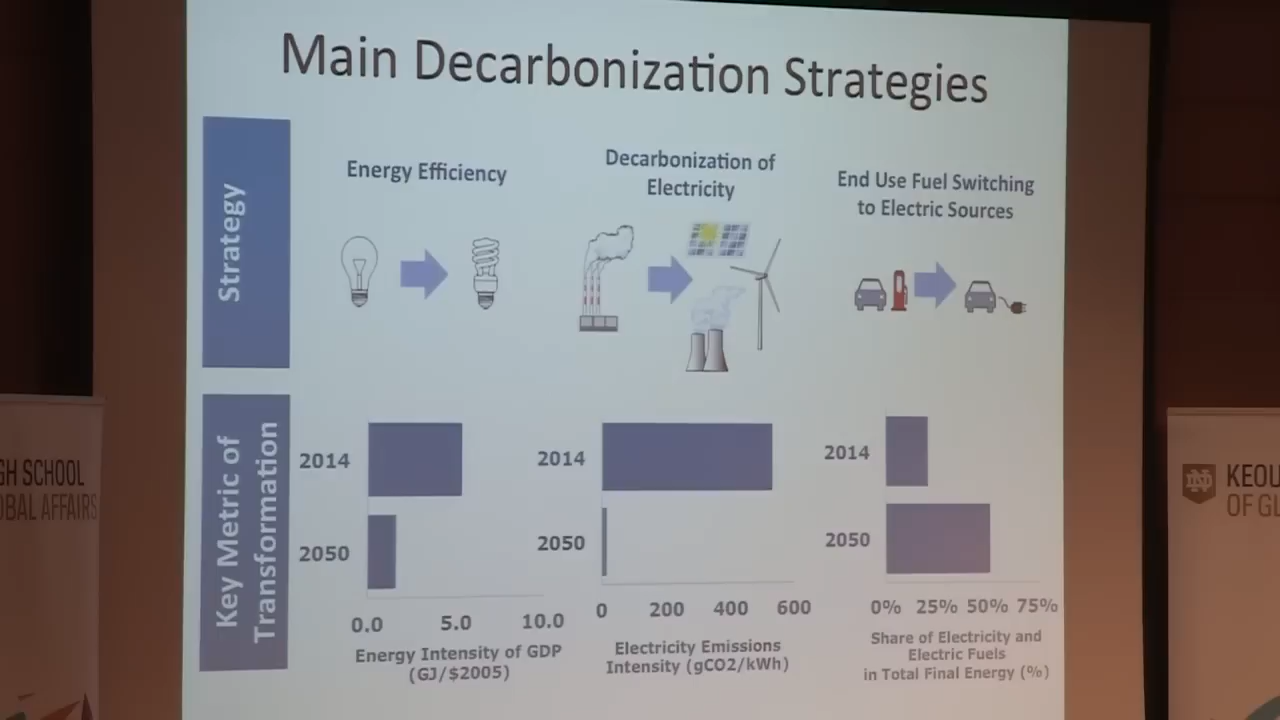 Main Decarbonization Strategies
Strategy
Energy Efficiency
Decarbonization of
Electricity
End Use Fuel Switching
to Electric Sources
Key Metric of
Transformation
2014
2050
0.0 5.0 10.0
Energy Intensity of GDP
(GJ/$2005)
2014
2050
0 200 400 600
Electricity Emissions
Intensity (gCO2/kWh)
2014
2050
0% 25% 50% 75%
Share of Electricity and
Electric Fuels
in Total Final Energy (%)
GH SCHOOL
OBAL AFFAIRS
ND
KEOU
OF GL